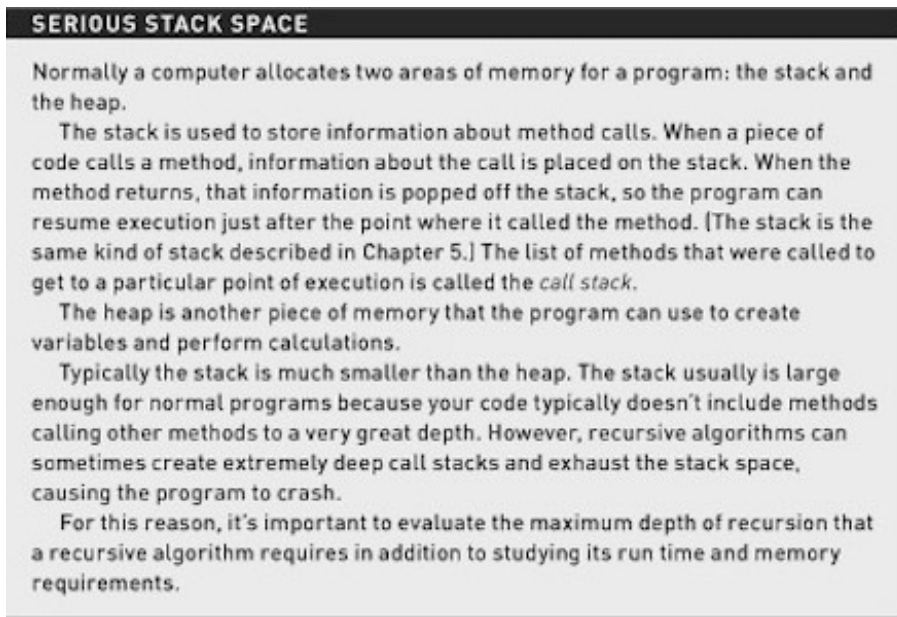 SERIOUS STACK SPACE
Normally a computer allocates two areas of memory for a program: the stack and
the heap.
The stack is used to store information about method calls. When a piece of
code calls a method, information about the call is placed on the stack. When the
method returns, that information is popped off the stack, so the program can
resume execution just after the point where it called the method. (The stack is the
same kind of stack described in Chapter 5.) The list of methods that were called to
get to a particular point of execution is called the call stack.
The heap is another piece of memory that the program can use to create
variables and perform calculations.
Typically the stack is much smaller than the heap. The stack usually is large
enough for normal programs because your code typically doesn't include methods
calling other methods to a very great depth. However, recursive algorithms can
sometimes create extremely deep call stacks and exhaust the stack space,
causing the program to crash.
For this reason, it's important to evaluate the maximum depth of recursion that
a recursive algorithm requires in addition to studying its run time and memory
requirements.